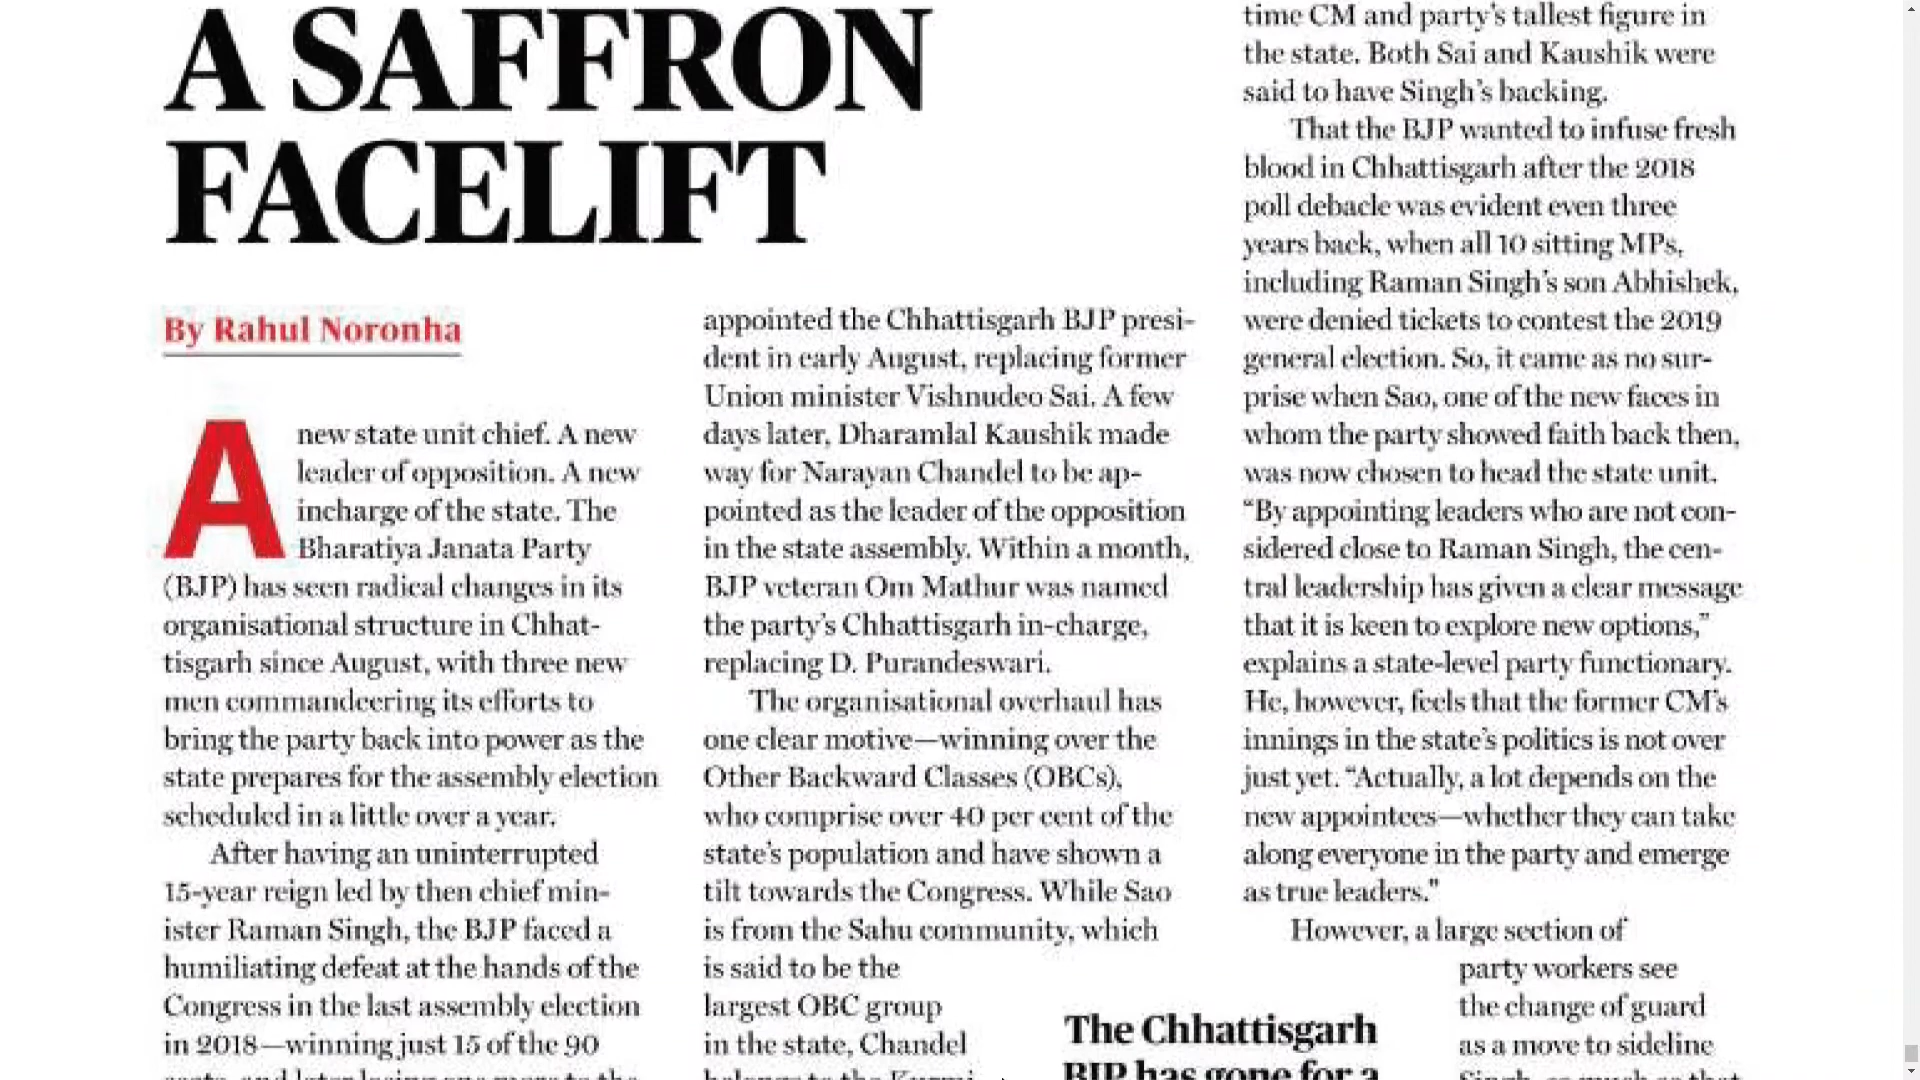 A SAFFRON
FACELIFT
By Rahul Noronha
A new state unit chief. A new
leader of opposition. A new
incharge of the state. The
Bharatiya Janata Party
(BJP) has seen radical changes in its
organisational structure in Chhat-
tisgarh since August, with three new
men commandeering its efforts to
bring the party back into power as the
state prepares for the assembly election
scheduled in a little over a year.
After having an uninterrupted
15-year reign led by then chief min-
ister Raman Singh, the BJP faced a
humiliating defeat at the hands of the
Congress in the last assembly election
in 2018—winning just 15 of the 90
appointed the Chhattisgarh BJP presi-
dent in early August, replacing former
Union minister Vishnudeo Sai. A few
days later, Dharamlal Kaushik made
way for Narayan Chandel to be ap-
pointed as the leader of the opposition
in the state assembly. Within a month,
BJP veteran Om Mathur was named
the party's Chhattisgarh in-charge,
replacing D. Purandeswari.
The organisational overhaul has
one clear motive—winning over the
Other Backward Classes (OBCs),
who comprise over 40 per cent of the
state's population and have shown a
tilt towards the Congress. While Sao
is from the Sahu community, which
is said to be the
largest OBC group
in the state, Chandel
The Chhattisgarh
BJP has gone for a
time CM and party's tallest figure in
the state. Both Sai and Kaushik were
said to have Singh's backing.
That the BJP wanted to infuse fresh
blood in Chhattisgarh after the 2018
poll debacle was evident even three
years back, when all 10 sitting MPs,
including Raman Singh's son Abhishek,
were denied tickets to contest the 2019
general election. So, it came as no sur-
prise when Sao, one of the new faces in
whom the party showed faith back then,
was now chosen to head the state unit.
"By appointing leaders who are not con-
sidered close to Raman Singh, the cen-
tral leadership has given a clear message
that it is keen to explore new options,"
explains a state-level party functionary.
He, however, feels that the former CM's
innings in the state's politics is not over
just yet. "Actually, a lot depends on the
new appointees—whether they can take
along everyone in the party and emerge
as true leaders."
However, a large section of
party workers see
the change of guard
as a move to sideline